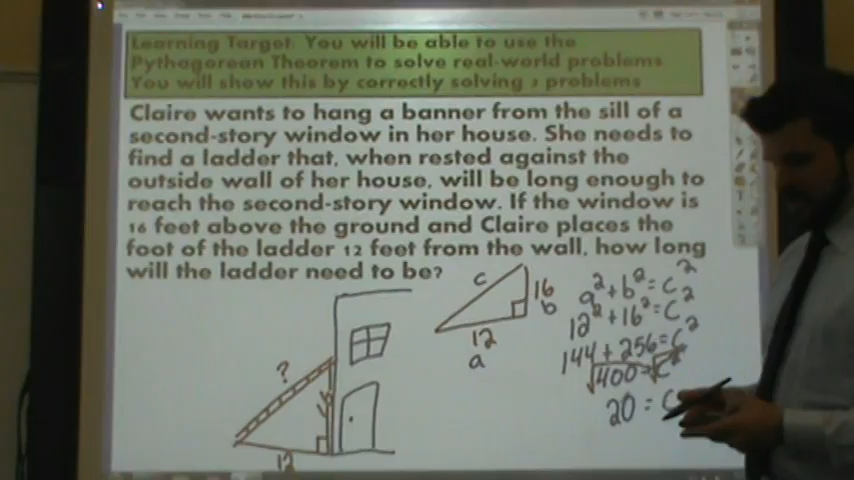 Learning Target: You will be able to use the
Pythagorean Theorem to solve real-world problems
You will show this by correctly solving 2 problems
Claire wants to hang a banner from the sill of a
second-story window in her house. She needs to
find a ladder that, when rested against the
outside wall of her house, will be long enough to
reach the second-story window. If the window is
16 feet above the ground and Claire places the
foot of the ladder 12 feet from the wall, how long
will the ladder need to be?
c
16
b
12
a
a² + b² = c²
12² + 16² = c²
144 + 256 = c²
√400 = √c²
20 = c
?
16
12